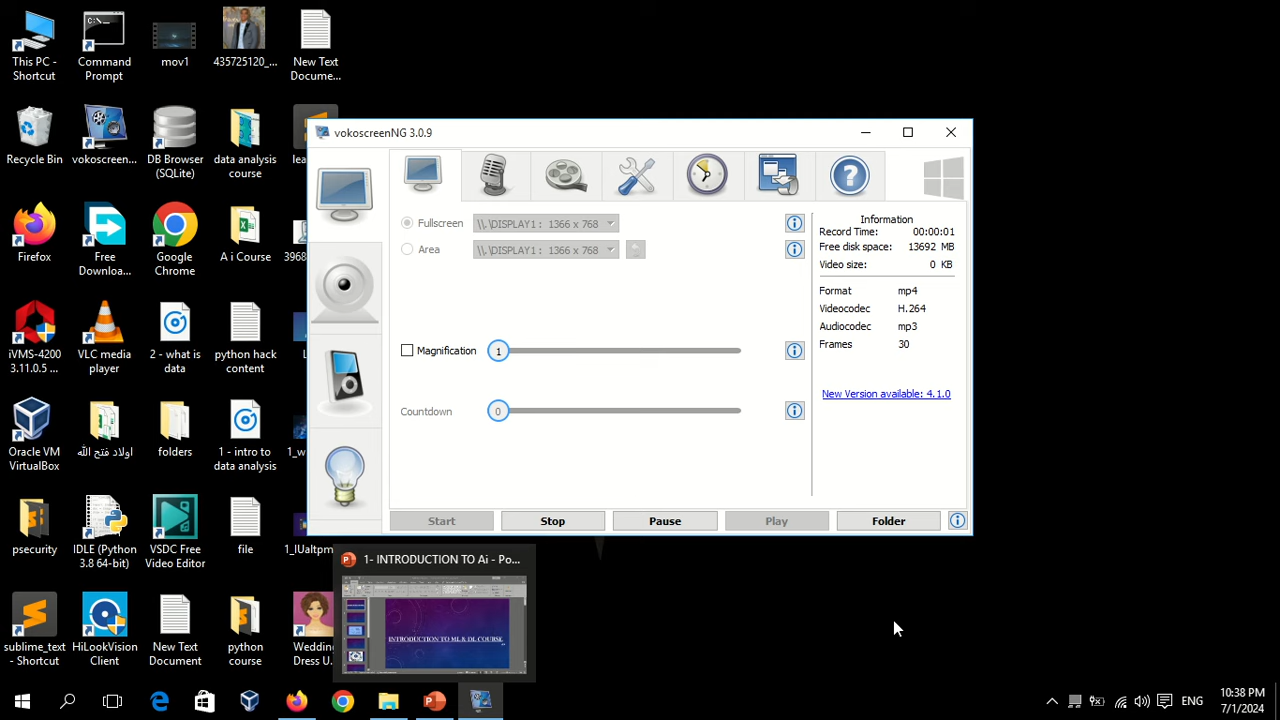 This PC -
Shortcut
Command
Prompt
mov1
435725120_...
New Text
Docume...
Recycle Bin
vokoscreen...
DB Browser
(SQLite)
data analysis
course
lea
Firefox
Free
Downloa...
Google
Chrome
A i Course
3968
iVMS-4200
3.11.0.5 ...
VLC media
player
2 - what is
data
python hack
content
L
Oracle VM
VirtualBox
اولاد فتح الله
folders
1 - intro to
data analysis
1_w
psecurity
IDLE (Python
3.8 64-bit)
VSDC Free
Video Editor
file
1_IUaltpm
sublime_text
- Shortcut
HiLookVision
Client
New Text
Document
python
course
Wedding
Dress U...
vokoscreenNG 3.0.9
Fullscreen
\\.\DISPLAY1 : 1366 x 768
Area
\\.\DISPLAY1 : 1366 x 768
Magnification
1
Countdown
0
Information
Record Time: 00:00:01
Free disk space: 13692 MB
Video size: 0 KB
Format mp4
Videocodec H.264
Audiocodec mp3
Frames 30
New Version available: 4.1.0
Start
Stop
Pause
Play
Folder
1- INTRODUCTION TO Ai - Po...
INTRODUCTION TO ML & DL COURSE
ENG
10:38 PM
7/1/2024